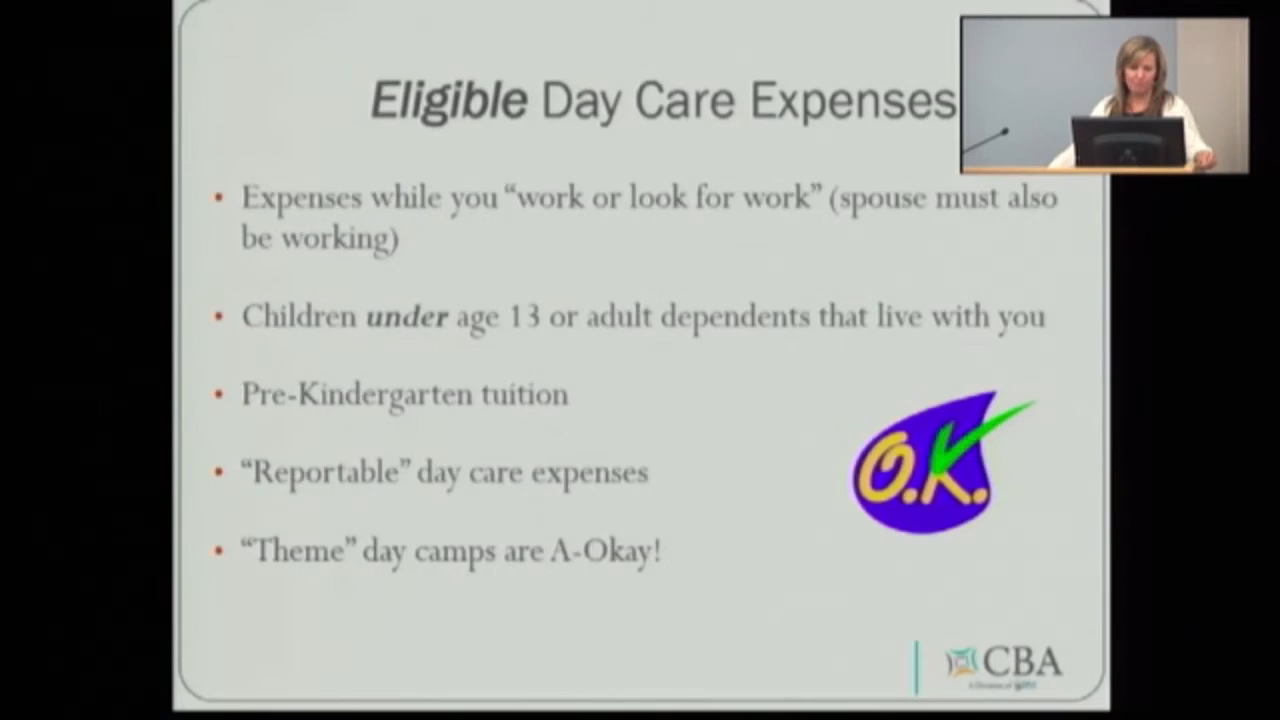 Eligible Day Care Expenses
• Expenses while you “work or look for work” (spouse must also
be working)
• Children under age 13 or adult dependents that live with you
• Pre-Kindergarten tuition
• “Reportable” day care expenses
• “Theme” day camps are A-Okay!
O.K.
CBA
A Division of